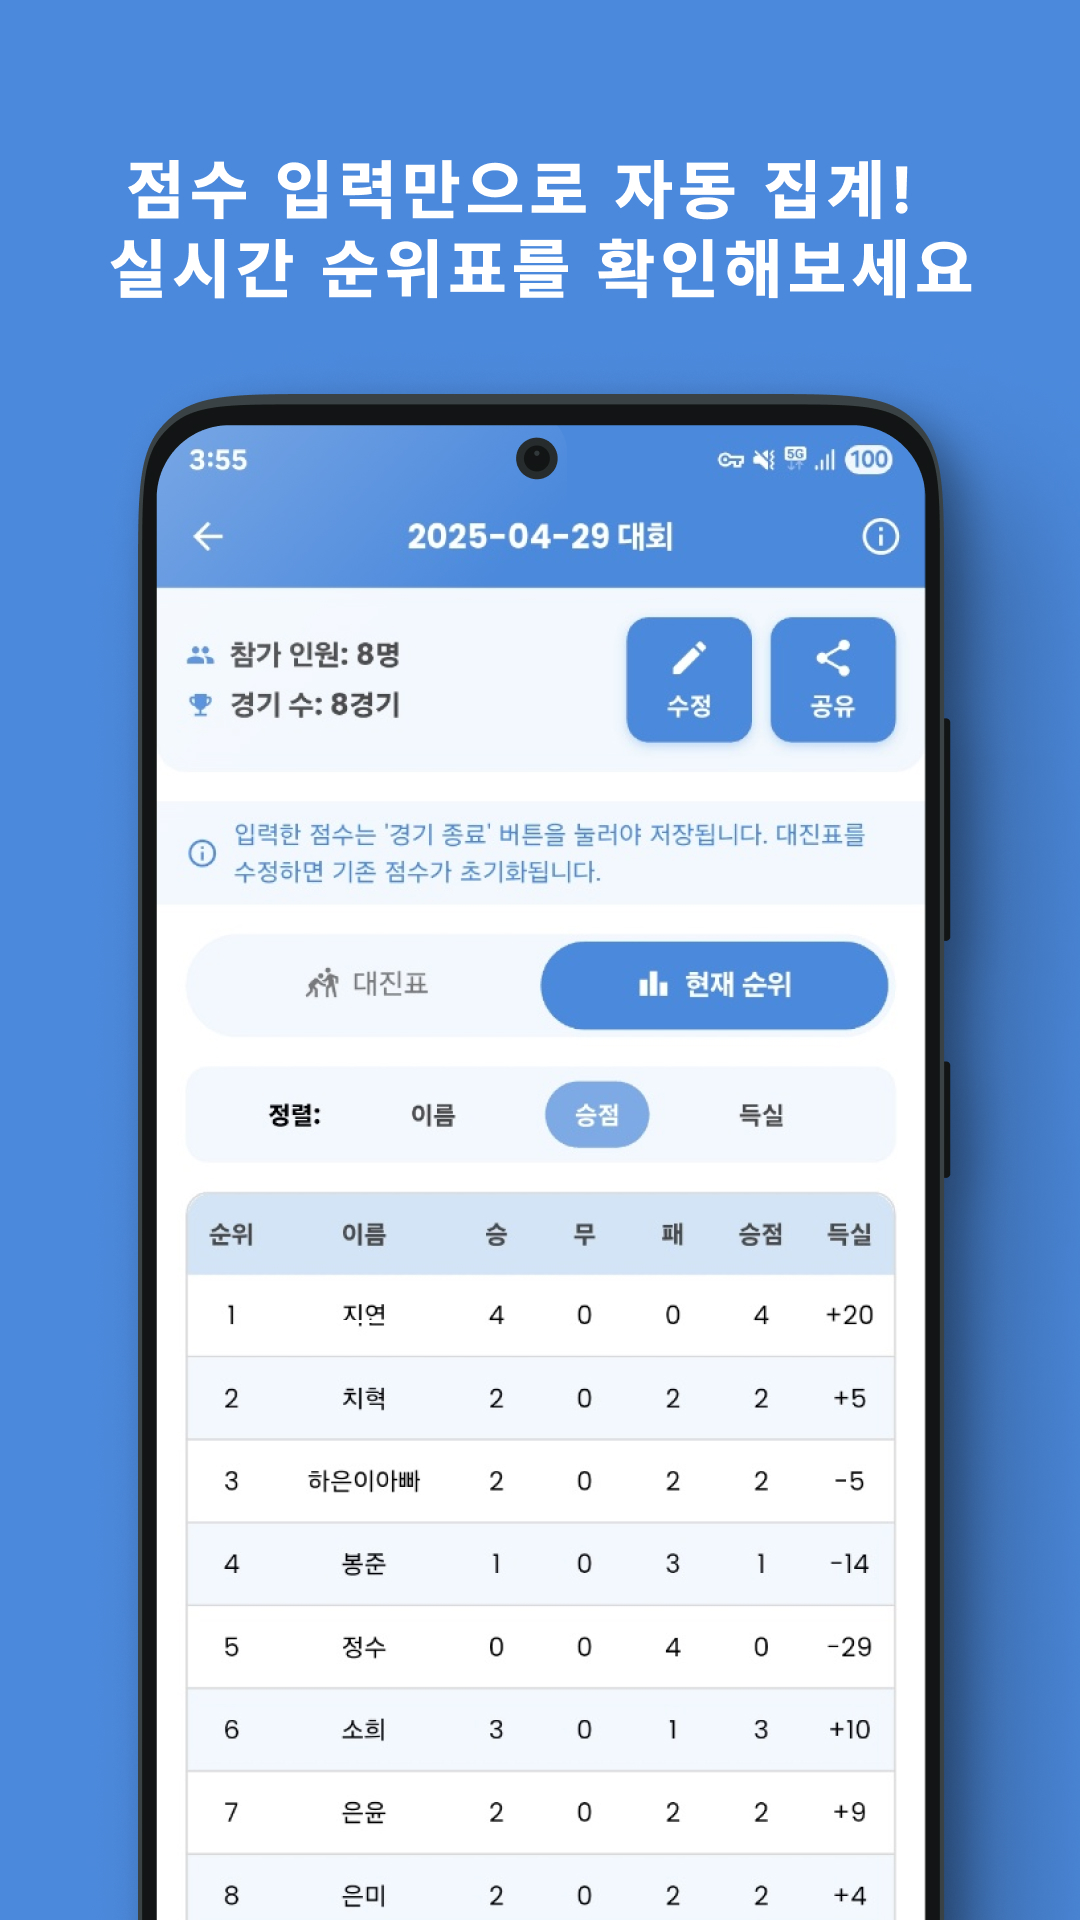 점수 입력만으로 자동 집계!
실시간 순위표를 확인해보세요
3:55
5G
100
2025-04-29 대회
참가 인원: 8명
경기 수: 8경기
수정
공유
입력한 점수는 '경기 종료' 버튼을 눌러야 저장됩니다. 대진표를
수정하면 기존 점수가 초기화됩니다.
대진표
현재 순위
정렬: 이름 승점 득실
순위 이름 승 무 패 승점 득실
1 지연 4 0 0 4 +20
2 치혁 2 0 2 2 +5
3 하은이아빠 2 0 2 2 -5
4 봉준 1 0 3 1 -14
5 정수 0 0 4 0 -29
6 소희 3 0 1 3 +10
7 은윤 2 0 2 2 +9
8 은미 2 0 2 2 +4